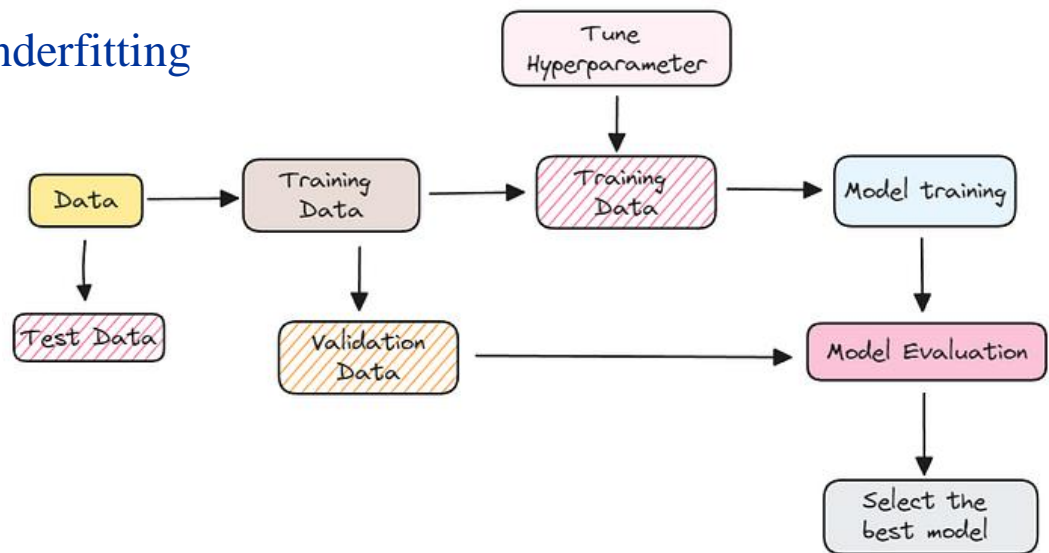 nderfitting
Tune
Hyperparameter
Data
Training
Data
Training
Data
Model training
Test Data
Validation
Data
Model Evaluation
Select the
best model